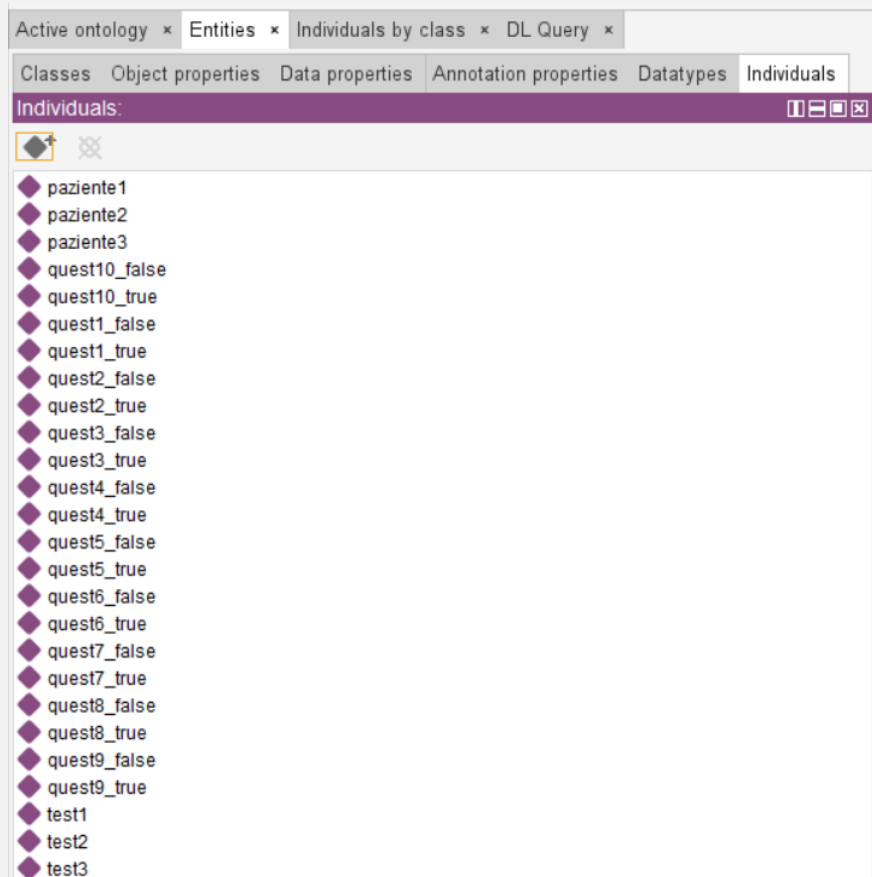 Active ontology × Entities × Individuals by class × DL Query ×
Classes Object properties Data properties Annotation properties Datatypes Individuals
Individuals:
paziente1
paziente2
paziente3
quest10_false
quest10_true
quest1_false
quest1_true
quest2_false
quest2_true
quest3_false
quest3_true
quest4_false
quest4_true
quest5_false
quest5_true
quest6_false
quest6_true
quest7_false
quest7_true
quest8_false
quest8_true
quest9_false
quest9_true
test1
test2
test3